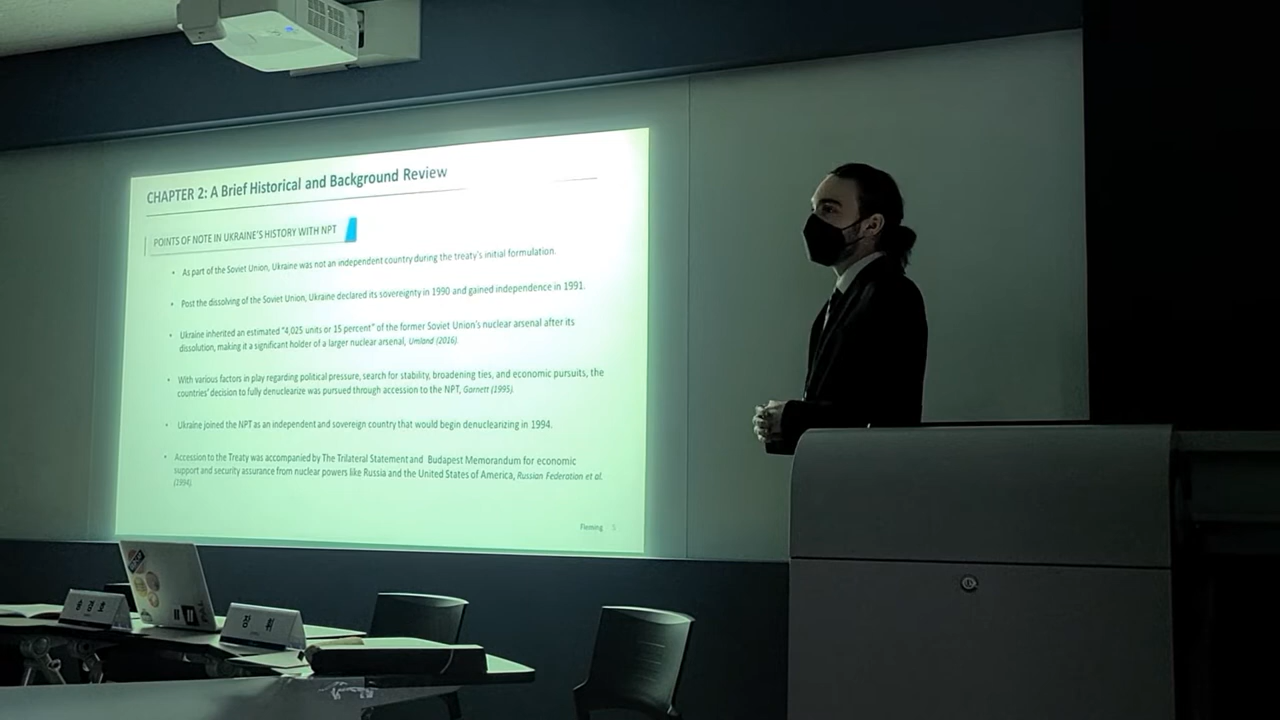 CHAPTER 2: A Brief Historical and Background Review
POINTS OF NOTE IN UKRAINE'S HISTORY WITH NPT
• As part of the Soviet Union, Ukraine was not an independent country during the treaty's initial formulation.
• Post the dissolving of the Soviet Union, Ukraine declared its sovereignty in 1990 and gained independence in 1991.
• Ukraine inherited an estimated "4,025 units or 15 percent" of the former Soviet Union's nuclear arsenal after its
dissolution, making it a significant holder of a larger nuclear arsenal, Umland (2016).
• With various factors in play regarding political pressure, search for stability, broadening ties, and economic pursuits, the
countries' decision to fully denuclearize was pursued through accession to the NPT, Garnett (1995).
• Ukraine joined the NPT as an independent and sovereign country that would begin denuclearizing in 1994.
• Accession to the Treaty was accompanied by The Trilateral Statement and Budapest Memorandum for economic
support and security assurance from nuclear powers like Russia and the United States of America, Russian Federation et al.
(1994).
Fleming 5